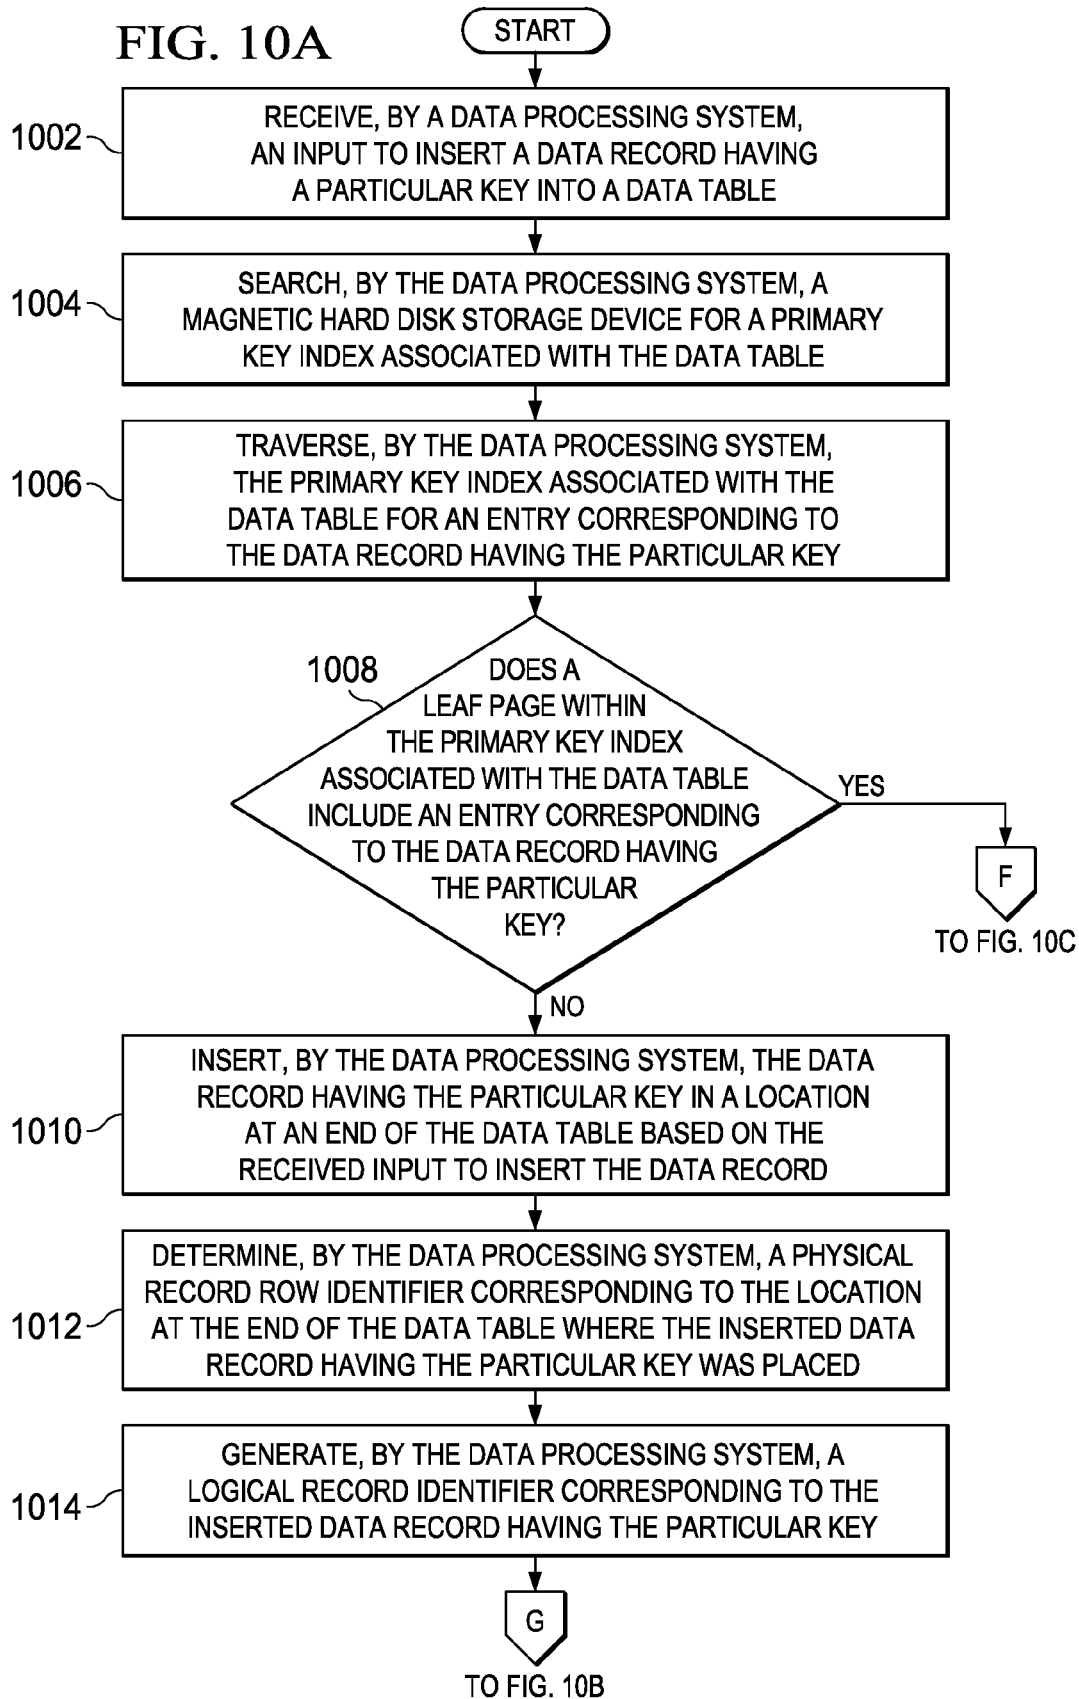 FIG. 10A
START
1002
RECEIVE, BY A DATA PROCESSING SYSTEM,
AN INPUT TO INSERT A DATA RECORD HAVING
A PARTICULAR KEY INTO A DATA TABLE
1004
SEARCH, BY THE DATA PROCESSING SYSTEM, A
MAGNETIC HARD DISK STORAGE DEVICE FOR A PRIMARY
KEY INDEX ASSOCIATED WITH THE DATA TABLE
1006
TRAVERSE, BY THE DATA PROCESSING SYSTEM,
THE PRIMARY KEY INDEX ASSOCIATED WITH THE
DATA TABLE FOR AN ENTRY CORRESPONDING TO
THE DATA RECORD HAVING THE PARTICULAR KEY
1008
DOES A
LEAF PAGE WITHIN
THE PRIMARY KEY INDEX
ASSOCIATED WITH THE DATA TABLE
INCLUDE AN ENTRY CORRESPONDING
TO THE DATA RECORD HAVING
THE PARTICULAR
KEY?
YES
F
TO FIG. 10C
NO
1010
INSERT, BY THE DATA PROCESSING SYSTEM, THE DATA
RECORD HAVING THE PARTICULAR KEY IN A LOCATION
AT AN END OF THE DATA TABLE BASED ON THE
RECEIVED INPUT TO INSERT THE DATA RECORD
1012
DETERMINE, BY THE DATA PROCESSING SYSTEM, A PHYSICAL
RECORD ROW IDENTIFIER CORRESPONDING TO THE LOCATION
AT THE END OF THE DATA TABLE WHERE THE INSERTED DATA
RECORD HAVING THE PARTICULAR KEY WAS PLACED
1014
GENERATE, BY THE DATA PROCESSING SYSTEM, A
LOGICAL RECORD IDENTIFIER CORRESPONDING TO THE
INSERTED DATA RECORD HAVING THE PARTICULAR KEY
G
TO FIG. 10B